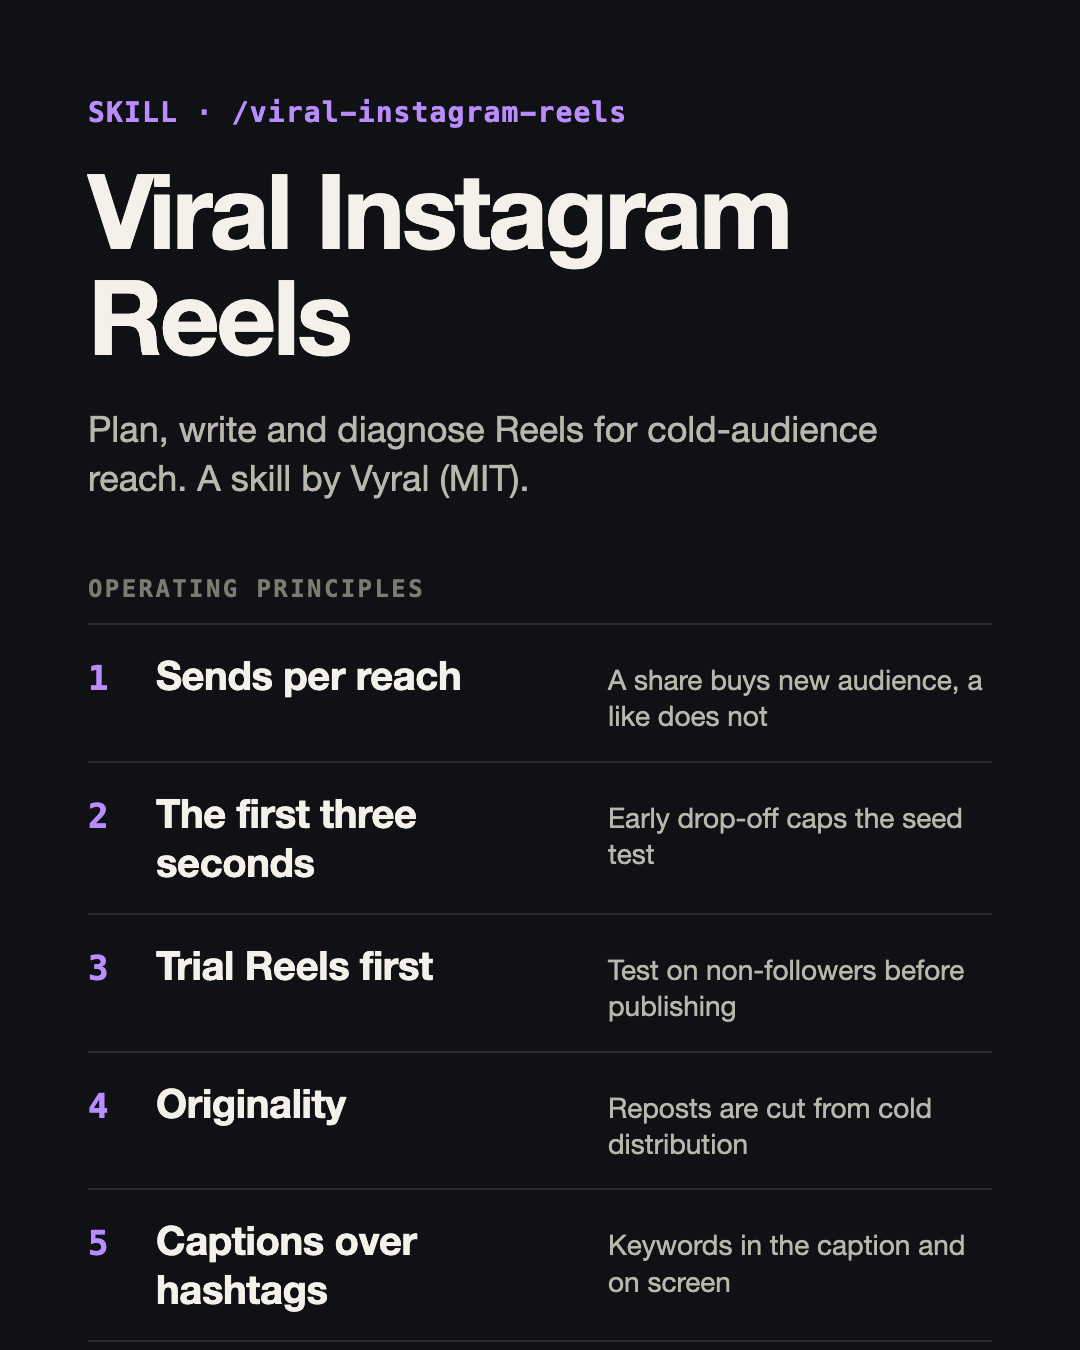 SKILL · /viral-instagram-reels
Viral Instagram
Reels
Plan, write and diagnose Reels for cold-audience
reach. A skill by Vyral (MIT).
OPERATING PRINCIPLES
1 Sends per reach
A share buys new audience, a
like does not
2 The first three
seconds
Early drop-off caps the seed
test
3 Trial Reels first
Test on non-followers before
publishing
4 Originality
Reposts are cut from cold
distribution
5 Captions over
hashtags
Keywords in the caption and
on screen